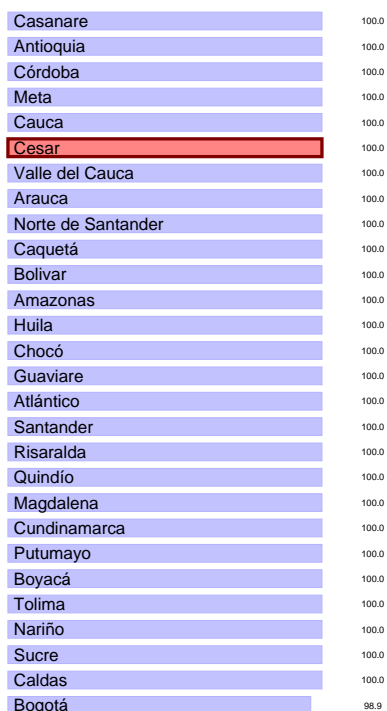 Casanare 100.0
Antioquia 100.0
Córdoba 100.0
Meta 100.0
Cauca 100.0
Cesar 100.0
Valle del Cauca 100.0
Arauca 100.0
Norte de Santander 100.0
Caquetá 100.0
Bolivar 100.0
Amazonas 100.0
Huila 100.0
Chocó 100.0
Guaviare 100.0
Atlántico 100.0
Santander 100.0
Risaralda 100.0
Quindío 100.0
Magdalena 100.0
Cundinamarca 100.0
Putumayo 100.0
Boyacá 100.0
Tolima 100.0
Nariño 100.0
Sucre 100.0
Caldas 100.0
Bogotá 98.9